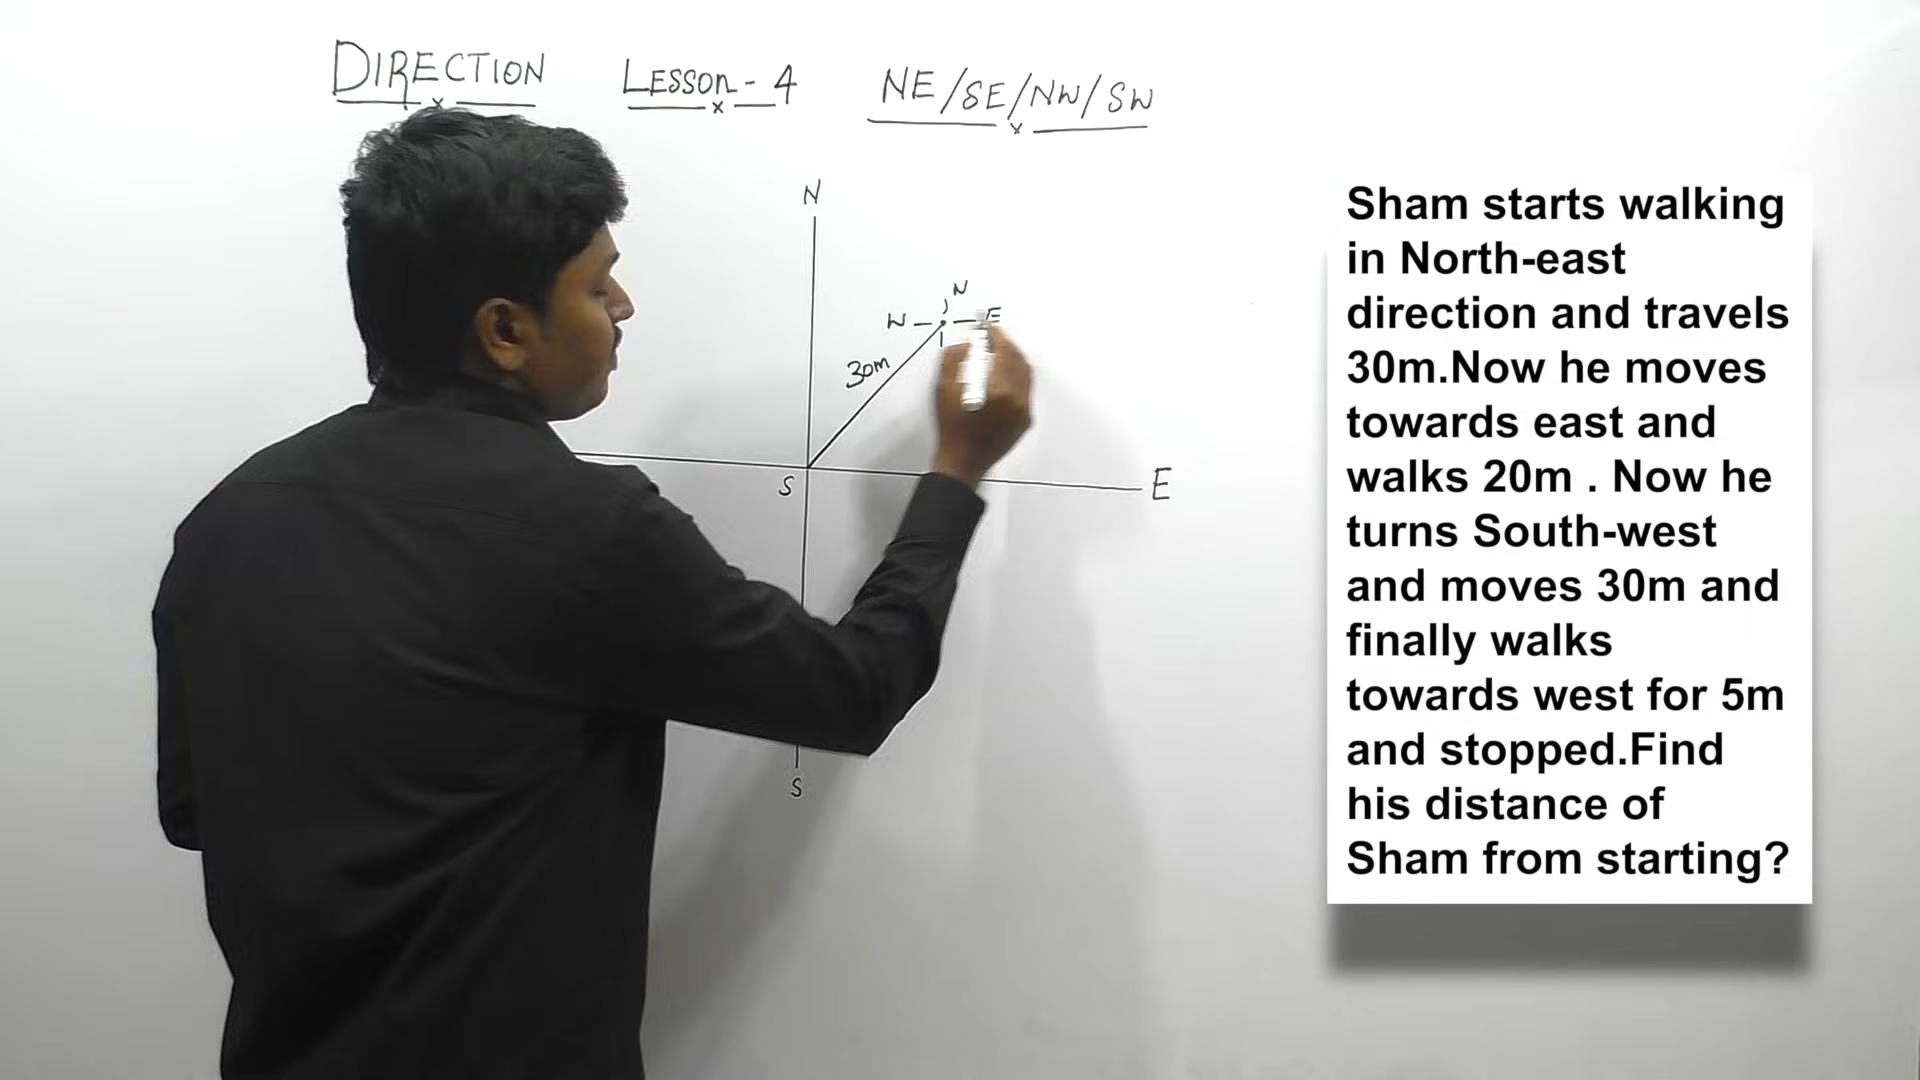 DIRECTION LESSON - 4 NE/SE/NW/SW
N
N
W E
30m
S E
S
Sham starts walking
in North-east
direction and travels
30m.Now he moves
towards east and
walks 20m . Now he
turns South-west
and moves 30m and
finally walks
towards west for 5m
and stopped.Find
his distance of
Sham from starting?